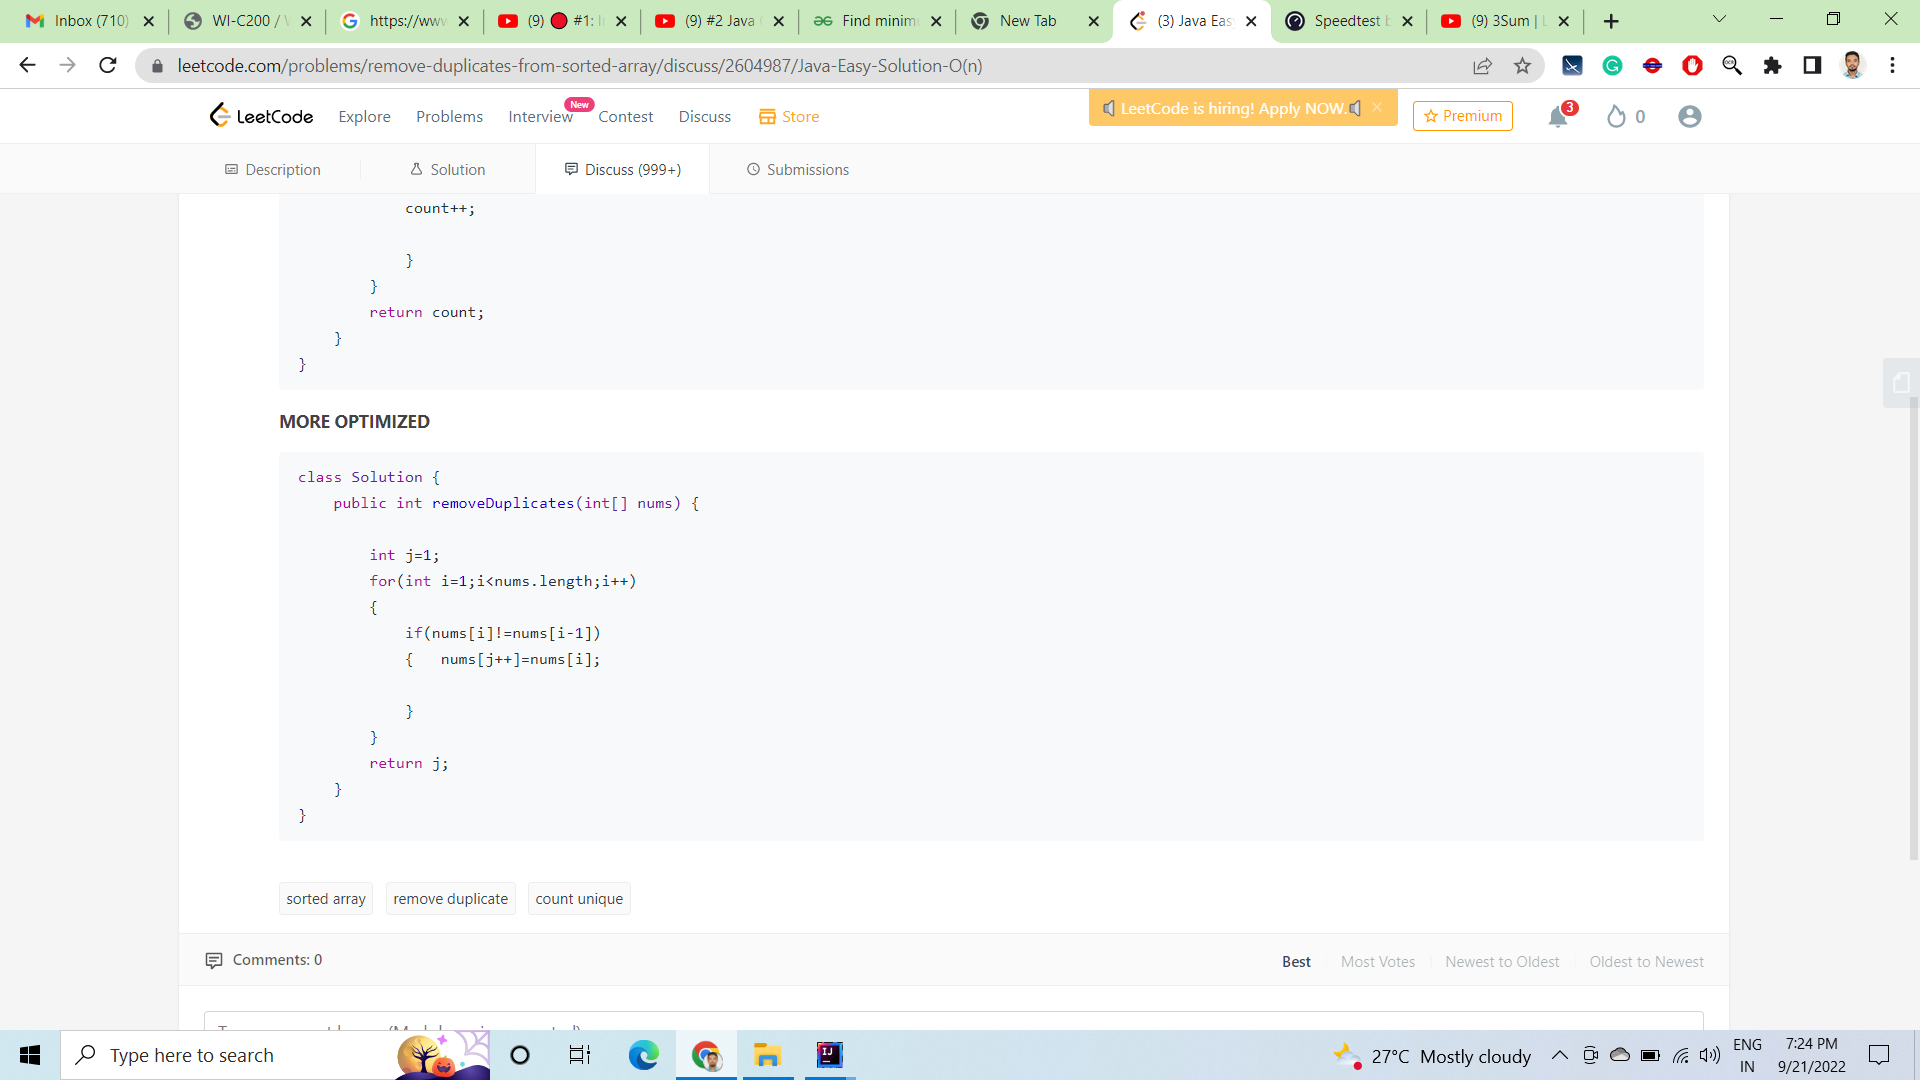 Inbox (710)
WI-C200 /
https://www
(9) #1: I
(9) #2 Java
Find minim
New Tab
(3) Java Eas
Speedtest b
(9) 3Sum |
leetcode.com/problems/remove-duplicates-from-sorted-array/discuss/2604987/Java-Easy-Solution-O(n)
LeetCode
Explore
Problems
Interview
New
Contest
Discuss
Store
LeetCode is hiring! Apply NOW.
Premium
3
0
Description
Solution
Discuss (999+)
Submissions
count++;
}
}
return count;
}
}
MORE OPTIMIZED
class Solution {
public int removeDuplicates(int[] nums) {
int j=1;
for(int i=1;i<nums.length;i++)
{
if(nums[i]!=nums[i-1])
{ nums[j++]=nums[i];
}
}
return j;
}
}
sorted array
remove duplicate
count unique
Comments: 0
Best
Most Votes
Newest to Oldest
Oldest to Newest
Type here to search
27°C Mostly cloudy
ENG
IN
7:24 PM
9/21/2022